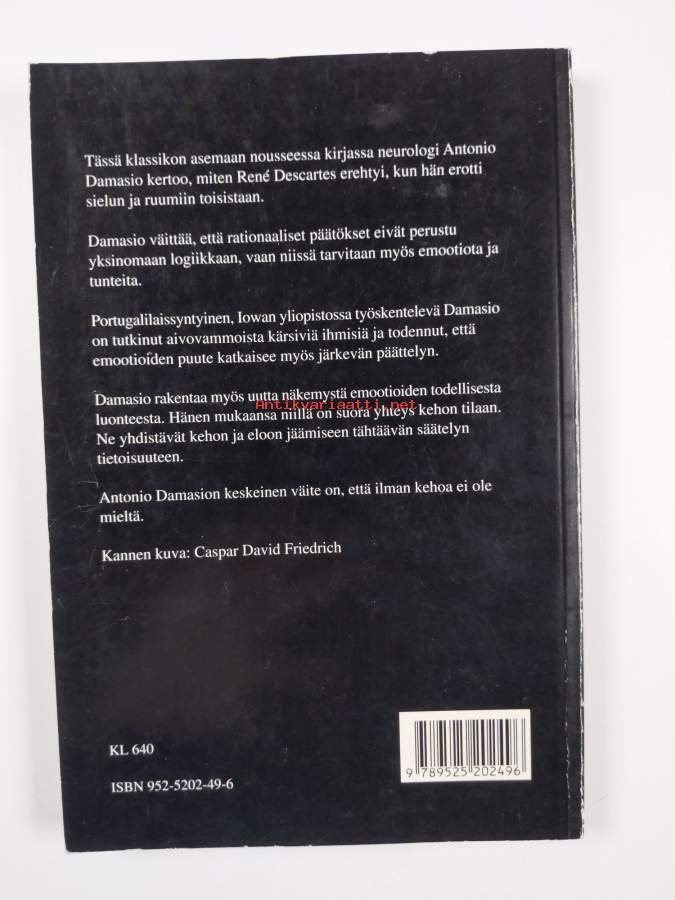 Tässä klassikon asemaan nousseessa kirjassa neurologi Antonio
Damasio kertoo, miten René Descartes erehtyi, kun hän erotti
sielun ja ruumiin toisistaan.
Damasio väittää, että rationaaliset päätökset eivät perustu
yksinomaan logiikkaan, vaan niissä tarvitaan myös emootiota ja
tunteita.
Portugalilaissyntyinen, Iowan yliopistossa työskentelevä Damasio
on tutkinut aivovammoista kärsiviä ihmisiä ja todennut, että
emootioiden puute katkaisee myös järkevän päättelyn.
Damasio rakentaa myös uutta näkemystä emootioiden todellisesta
Antikvariaatti.net
luonteesta. Hänen mukaansa niillä on suora yhteys kehon tilaan.
Ne yhdistävät kehon ja eloon jäämiseen tähtäävän säätelyn
tietoisuuteen.
Antonio Damasion keskeinen väite on, että ilman kehoa ei ole
mieltä.
Kannen kuva: Caspar David Friedrich
KL 640
ISBN 952-5202-49-6
9 789525 202496